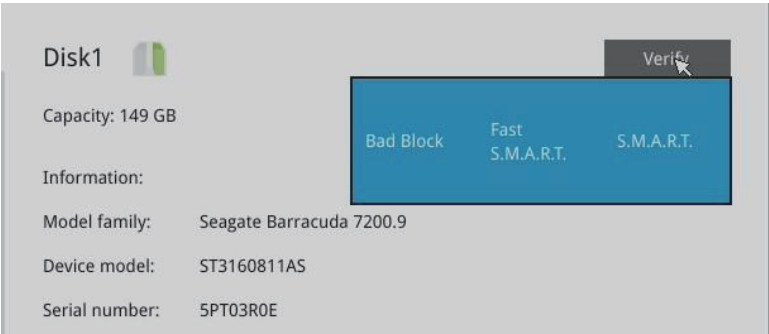 Disk1
Verify
Capacity: 149 GB
Bad Block
Fast
S.M.A.R.T.
S.M.A.R.T.
Information:
Model family: Seagate Barracuda 7200.9
Device model: ST3160811AS
Serial number: 5PT03R0E